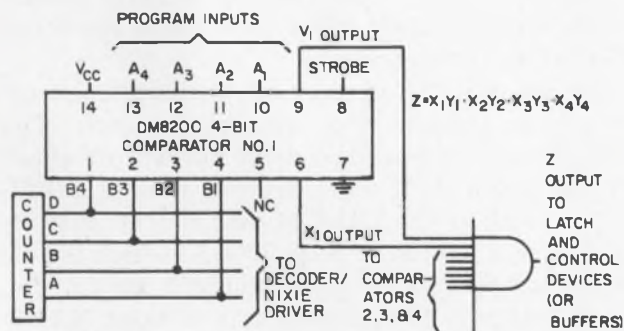 PROGRAM INPUTS
V1 OUTPUT
VCC A4 A3 A2 A1 STROBE
14 13 12 11 10 9 8
Z=X1Y1·X2Y2·X3Y3·X4Y4
DM8200 4-BIT
COMPARATOR NO.1
1 2 3 4 5 6 7
B4 B3 B2 B1 NC
COUNTER
D
C
B
A
TO
DECODER/
NIXIE
DRIVER
X1 OUTPUT
TO
COMPAR-
ATORS
2,3,&4
Z
OUTPUT
TO
LATCH
AND
CONTROL
DEVICES
(OR
BUFFERS)